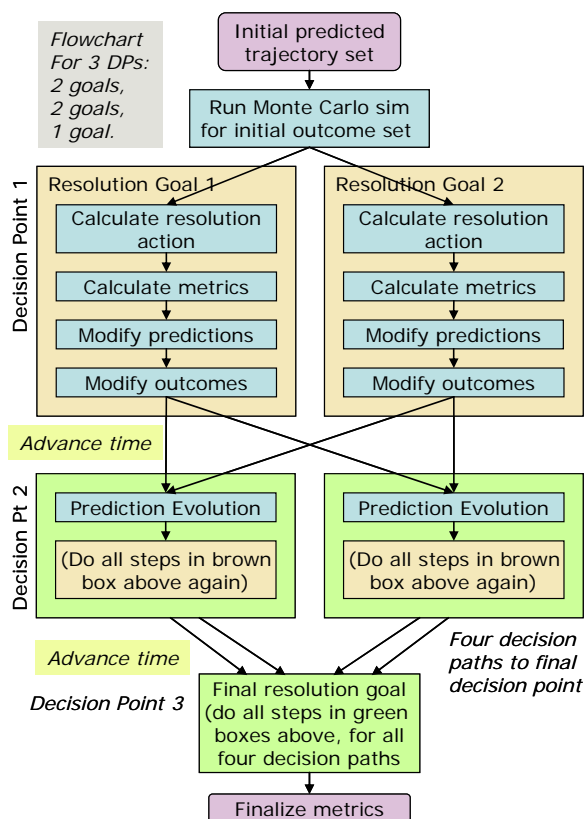 Flowchart
For 3 DPs:
2 goals,
2 goals,
1 goal.
Initial predicted
trajectory set
Run Monte Carlo sim
for initial outcome set
Decision Point 1
Resolution Goal 1
Calculate resolution
action
Calculate metrics
Modify predictions
Modify outcomes
Resolution Goal 2
Calculate resolution
action
Calculate metrics
Modify predictions
Modify outcomes
Advance time
Decision Pt 2
Prediction Evolution
(Do all steps in brown
box above again)
Prediction Evolution
(Do all steps in brown
box above again)
Advance time
Four decision
paths to final
decision point
Decision Point 3
Final resolution goal
(do all steps in green
boxes above, for all
four decision paths
Finalize metrics